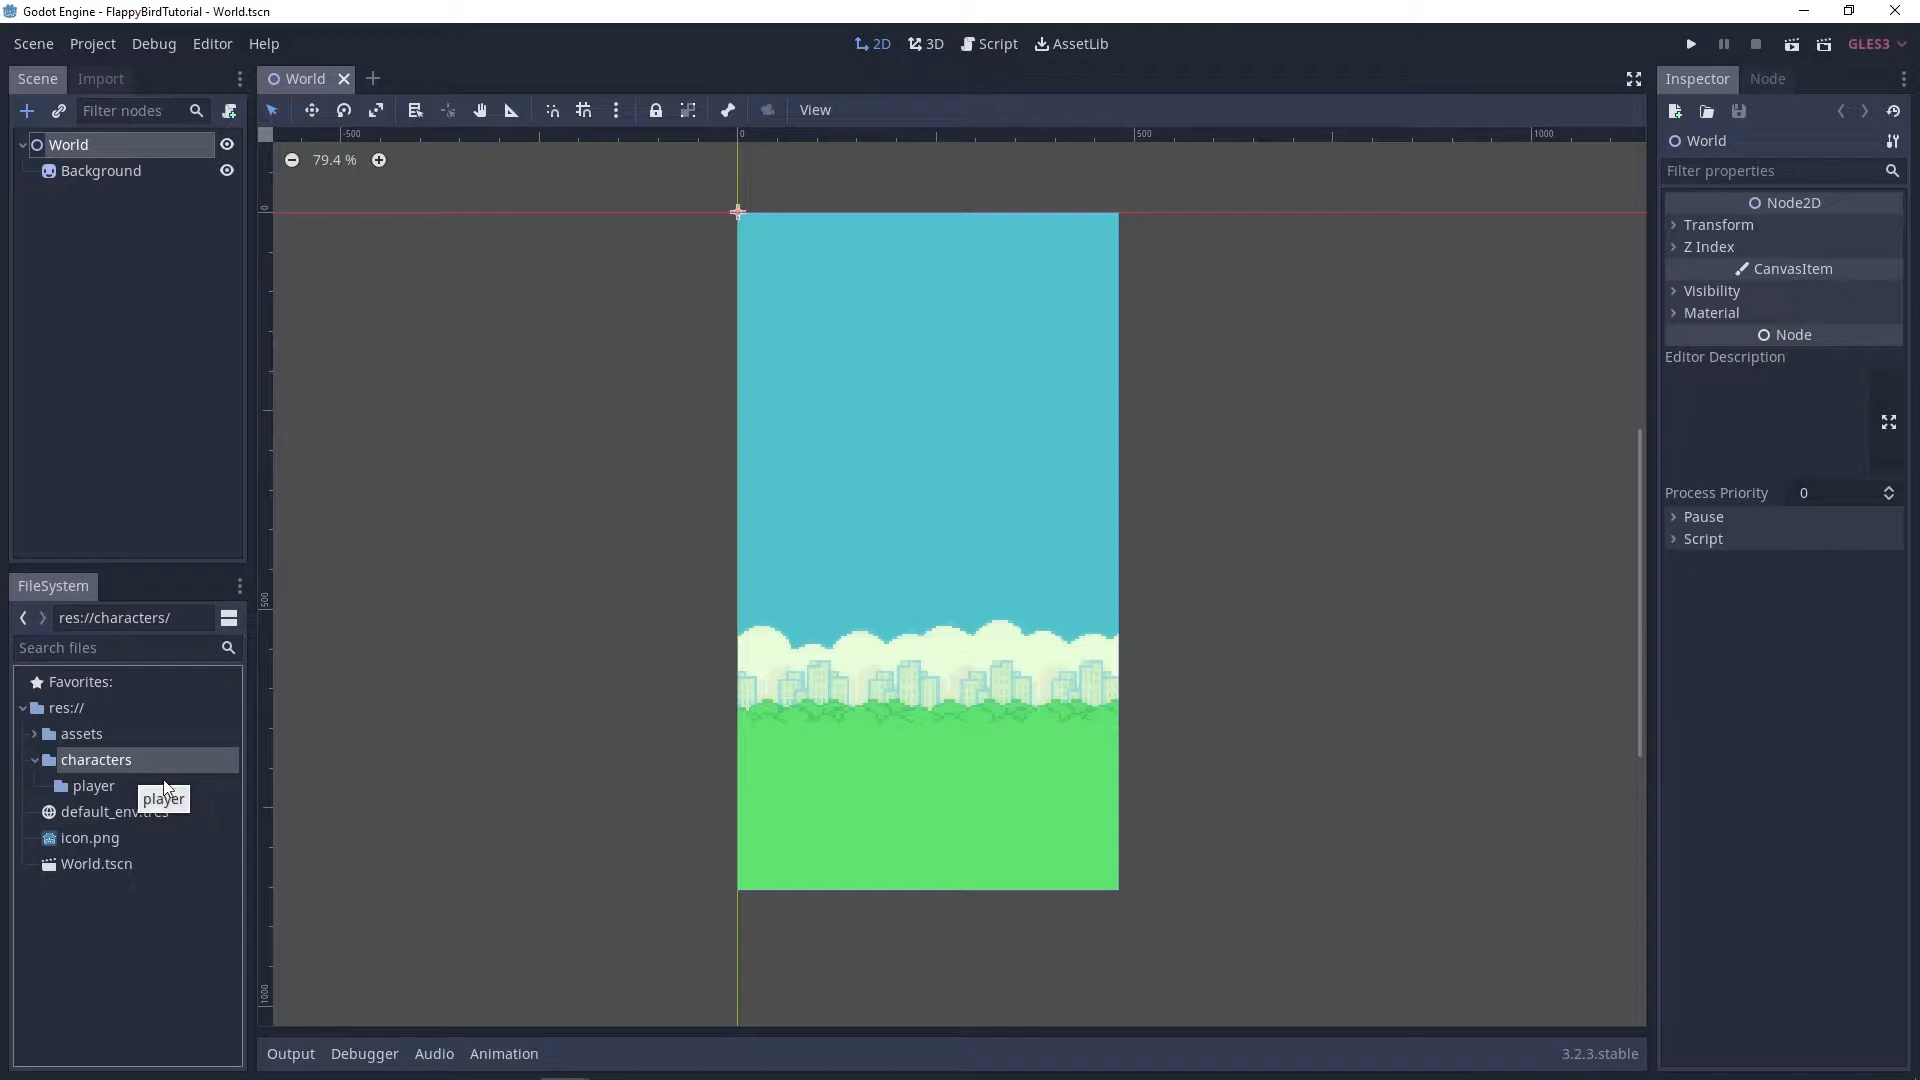 Godot Engine - FlappyBirdTutorial - World.tscn
Scene Project Debug Editor Help
2D 3D Script AssetLib
GLES3
Scene Import
World
Inspector Node
Filter nodes
View
World
Background
-500 0 500 1000
79.4 %
0
500
1000
World
Filter properties
Node2D
Transform
Z Index
CanvasItem
Visibility
Material
Node
Editor Description
Process Priority 0
Pause
Script
FileSystem
res://characters/
Search files
Favorites:
res://
assets
characters
player
player
default_env.tres
icon.png
World.tscn
Output Debugger Audio Animation
3.2.3.stable